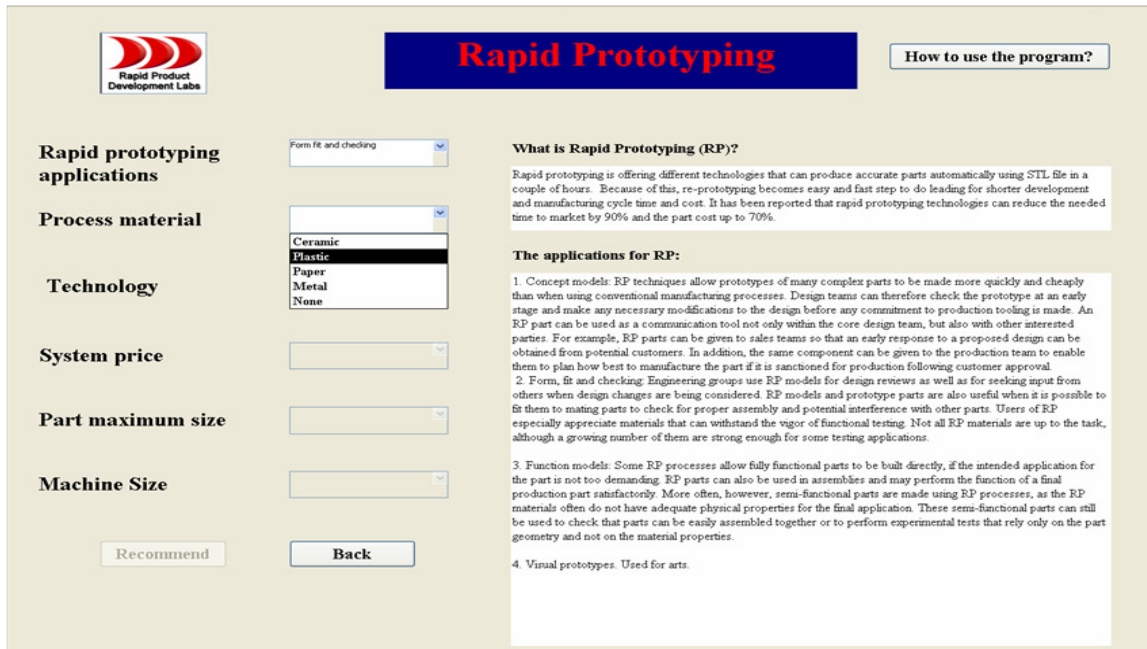 Rapid Product
Development Labs
Rapid Prototyping
How to use the program?
Rapid prototyping
applications
Form fit and checking
Process material
Ceramic
Plastic
Paper
Metal
None
Technology
System price
Part maximum size
Machine Size
Recommend
Back
What is Rapid Prototyping (RP)?
Rapid prototyping is offering different technologies that can produce accurate parts automatically using STL file in a
couple of hours. Because of this, re-prototyping becomes easy and fast step to do leading for shorter development
and manufacturing cycle time and cost. It has been reported that rapid prototyping technologies can reduce the needed
time to market by 90% and the part cost up to 70%.
The applications for RP:
1. Concept models: RP techniques allow prototypes of many complex parts to be made more quickly and cheaply
than when using conventional manufacturing processes. Design teams can therefore check the prototype at an early
stage and make any necessary modifications to the design before any commitment to production tooling is made. An
RP part can be used as a communication tool not only within the core design team, but also with other interested
parties. For example, RP parts can be given to sales teams so that an early response to a proposed design can be
obtained from potential customers. In addition, the same component can be given to the production team to enable
them to plan how best to manufacture the part if it is sanctioned for production following customer approval.
2. Form, fit and checking: Engineering groups use RP models for design reviews as well as for seeking input from
others when design changes are being considered. RP models and prototype parts are also useful when it is possible to
fit them to mating parts to check for proper assembly and potential interference with other parts. Users of RP
especially appreciate materials that can withstand the vigor of functional testing. Not all RP materials are up to the task,
although a growing number of them are strong enough for some testing applications.
3. Function models: Some RP processes allow fully functional parts to be built directly, if the intended application for
the part is not too demanding. RP parts can also be used in assemblies and may perform the function of a final
production part satisfactorily. More often, however, semi-functional parts are made using RP processes, as the RP
materials often do not have adequate physical properties for the final application. These semi-functional parts can still
be used to check that parts can be easily assembled together or to perform experimental tests that rely only on the part
geometry and not on the material properties.
4. Visual prototypes. Used for arts.